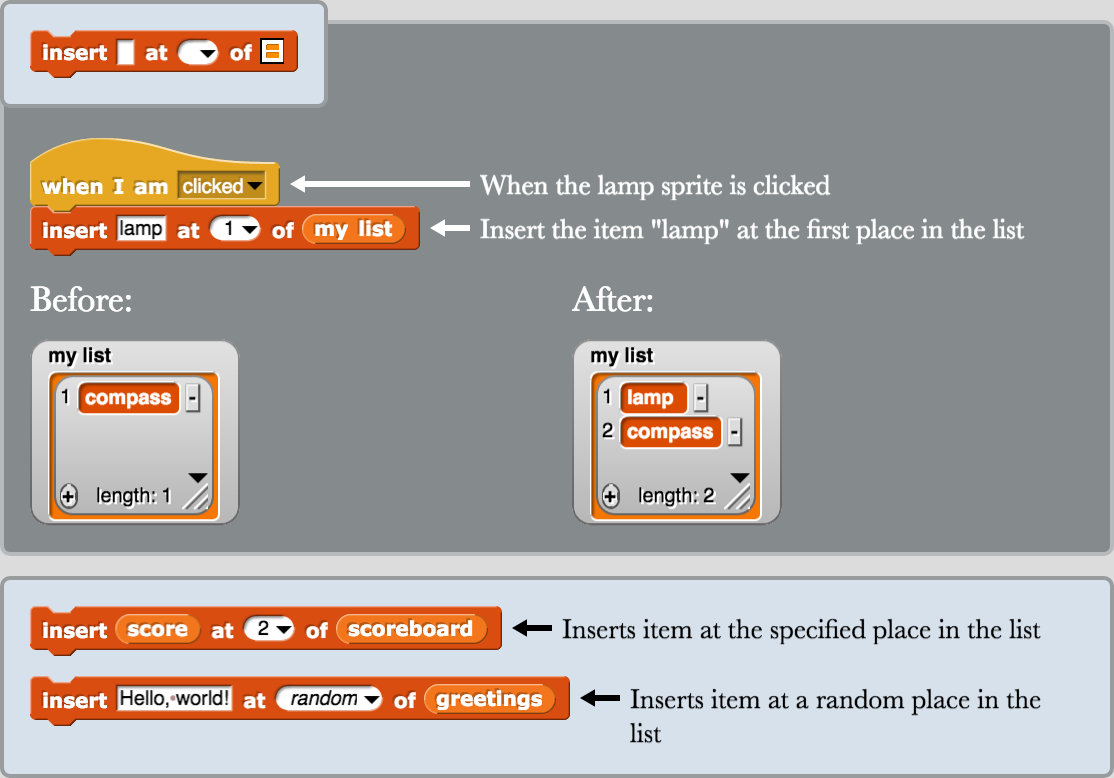 insert at of
when I am clicked
When the lamp sprite is clicked
insert lamp at 1 of my list
Insert the item "lamp" at the first place in the list
Before:
After:
my list
1 compass -
+ length: 1
my list
1 lamp -
2 compass -
+ length: 2
insert score at 2 of scoreboard
Inserts item at the specified place in the list
insert Hello, world! at random of greetings
Inserts item at a random place in the
list